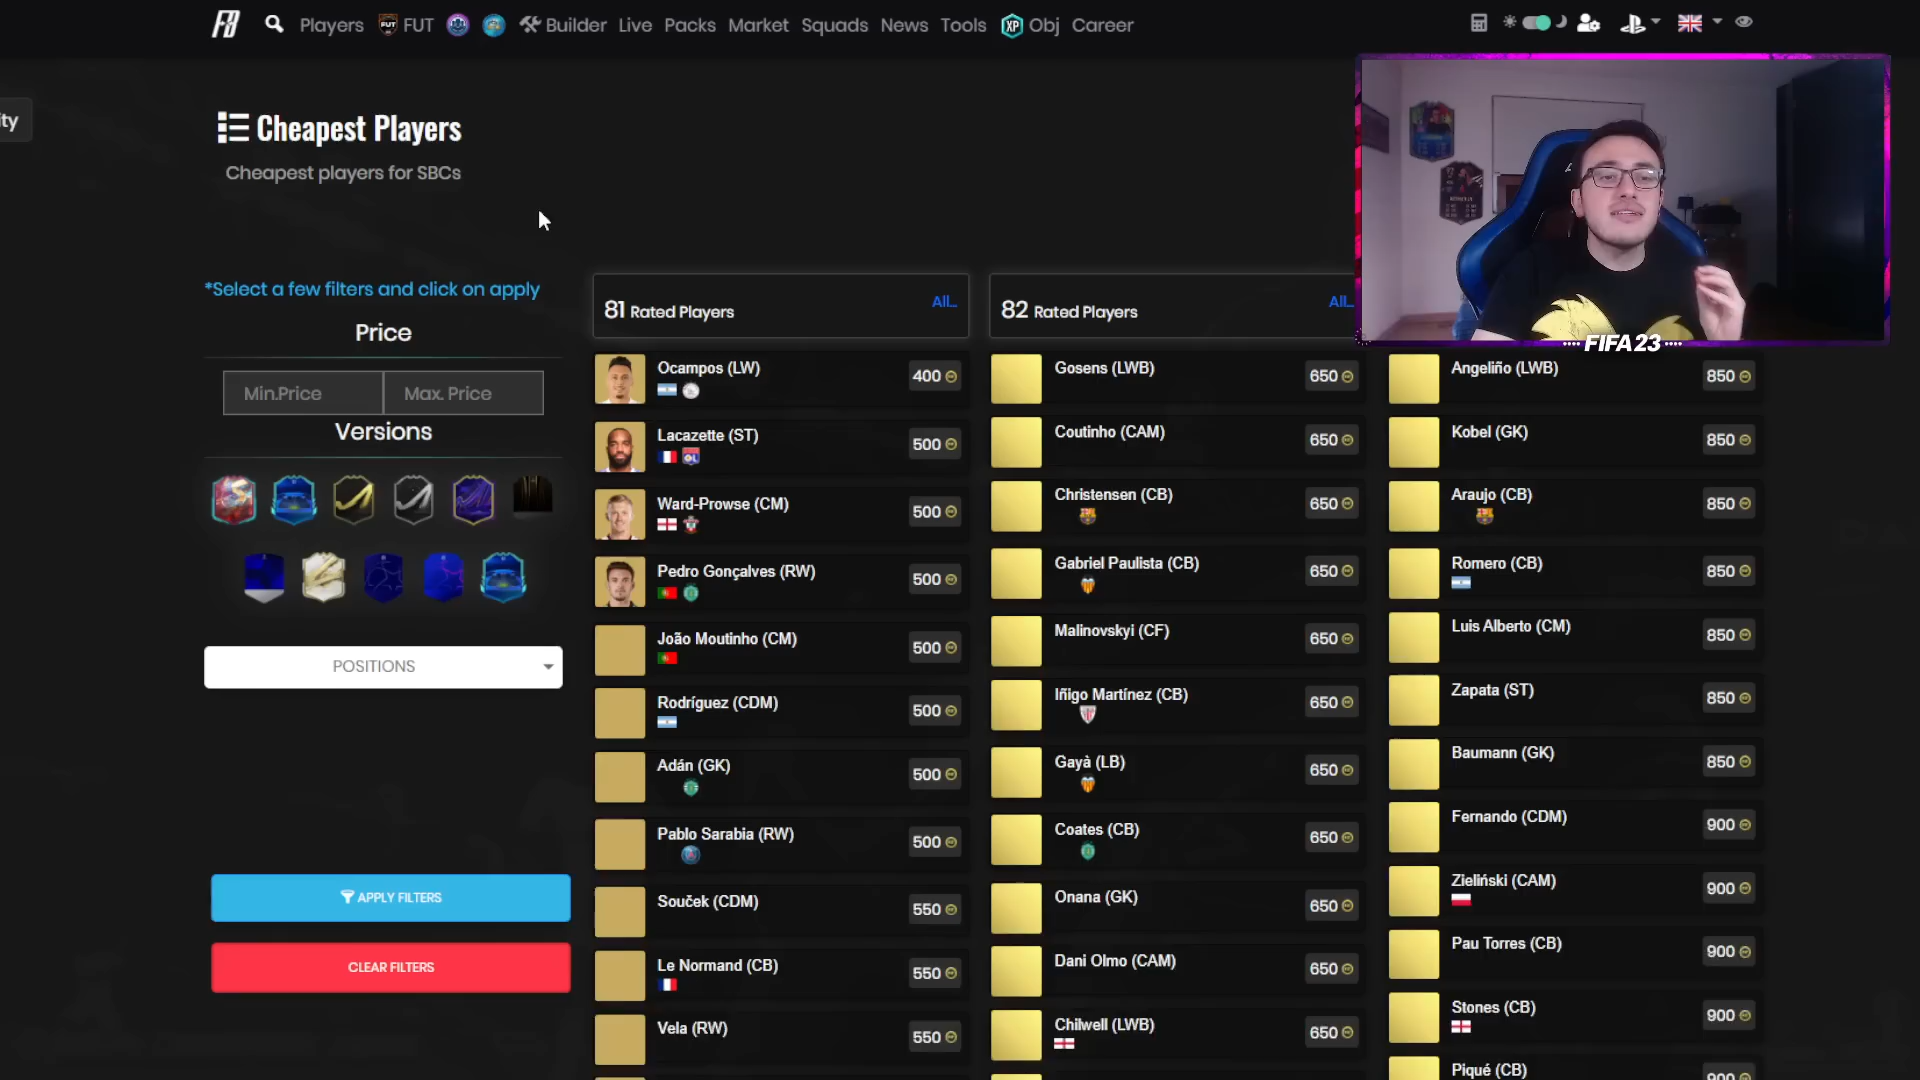 Players
FUT
Builder
Live
Packs
Market
Squads
News
Tools
XP
Obj
Career
ity
Cheapest Players
Cheapest players for SBCs
*Select a few filters and click on apply
Price
Min.Price
Max. Price
Versions
POSITIONS
APPLY FILTERS
CLEAR FILTERS
81 Rated Players
All...
Ocampos (LW)
400
Lacazette (ST)
500
Ward-Prowse (CM)
500
Pedro Gonçalves (RW)
500
João Moutinho (CM)
500
Rodríguez (CDM)
500
Adán (GK)
500
Pablo Sarabia (RW)
500
Souček (CDM)
550
Le Normand (CB)
550
Vela (RW)
550
82 Rated Players
All...
Gosens (LWB)
650
Coutinho (CAM)
650
Christensen (CB)
650
Gabriel Paulista (CB)
650
Malinovskyi (CF)
650
Iñigo Martínez (CB)
650
Gayà (LB)
650
Coates (CB)
650
Onana (GK)
650
Dani Olmo (CAM)
650
Chilwell (LWB)
650
FIFA 23
Angeliño (LWB)
850
Kobel (GK)
850
Araujo (CB)
850
Romero (CB)
850
Luis Alberto (CM)
850
Zapata (ST)
850
Baumann (GK)
850
Fernando (CDM)
900
Zieliński (CAM)
900
Pau Torres (CB)
900
Stones (CB)
900
Piqué (CB)
900